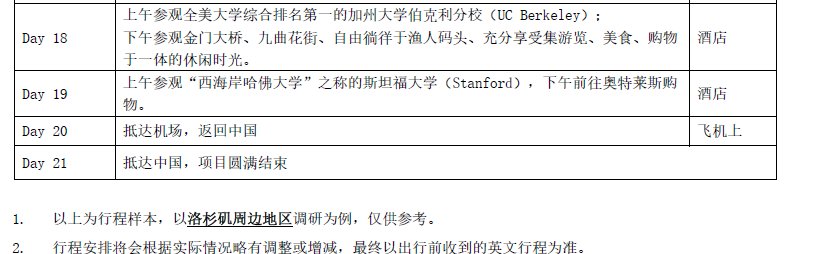 上午参观全美大学综合排名第一的加州大学伯克利分校（UC Berkeley）；
Day 18
下午参观金门大桥、九曲花街、自由徜徉于渔人码头、充分享受集游览、美食、购物
酒店
于一体的休闲时光。
上午参观“西海岸哈佛大学”之称的斯坦福大学（Stanford），下午前往奥特莱斯购
Day 19
酒店
物。
Day 20 抵达机场，返回中国 飞机上
Day 21 抵达中国，项目圆满结束
1. 以上为行程样本，以洛杉矶周边地区调研为例，仅供参考。
2. 行程安排将会根据实际情况略有调整或增减，最终以出行前收到的英文行程为准。